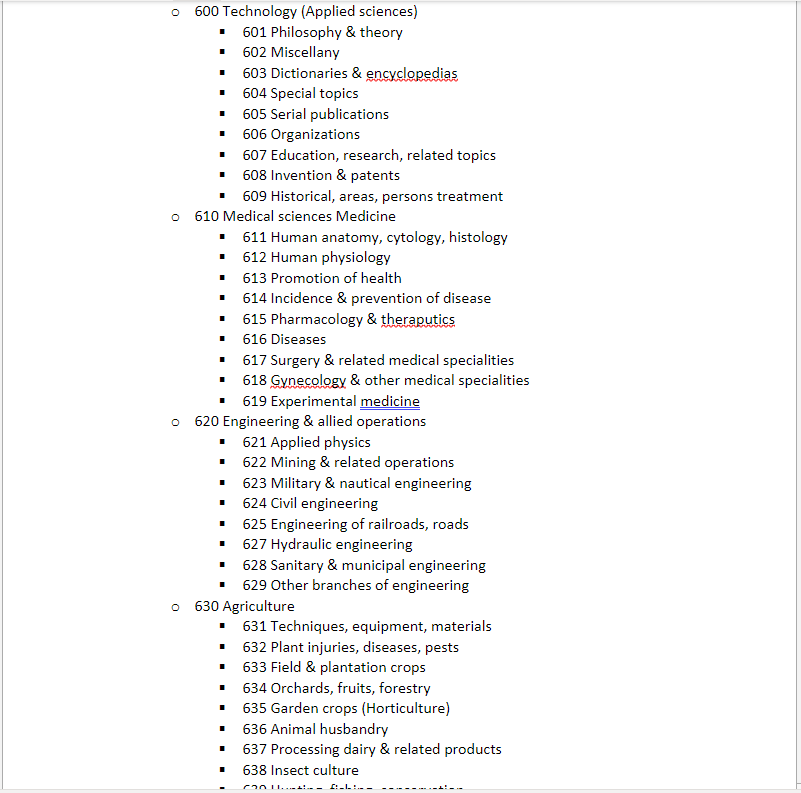 600 Technology (Applied sciences)
601 Philosophy & theory
602 Miscellany
603 Dictionaries & encyclopedias
604 Special topics
605 Serial publications
606 Organizations
607 Education, research, related topics
608 Invention & patents
609 Historical, areas, persons treatment
610 Medical sciences Medicine
611 Human anatomy, cytology, histology
612 Human physiology
613 Promotion of health
614 Incidence & prevention of disease
615 Pharmacology & theraputics
616 Diseases
617 Surgery & related medical specialities
618 Gynecology & other medical specialities
619 Experimental medicine
620 Engineering & allied operations
621 Applied physics
622 Mining & related operations
623 Military & nautical engineering
624 Civil engineering
625 Engineering of railroads, roads
627 Hydraulic engineering
628 Sanitary & municipal engineering
629 Other branches of engineering
630 Agriculture
631 Techniques, equipment, materials
632 Plant injuries, diseases, pests
633 Field & plantation crops
634 Orchards, fruits, forestry
635 Garden crops (Horticulture)
636 Animal husbandry
637 Processing dairy & related products
638 Insect culture
639 Hunting, fishing, conservation